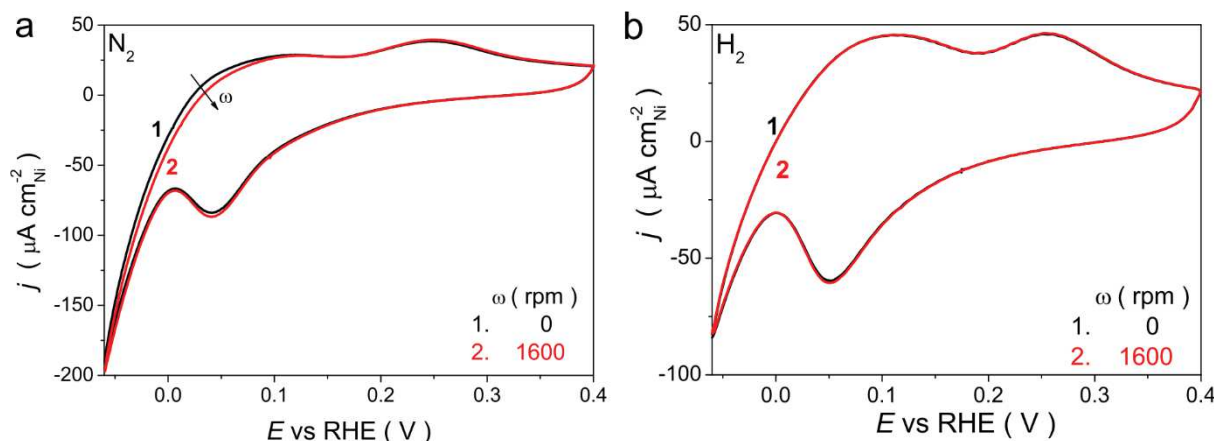 a
N₂
50
0
-50
-100
-150
-200
j ( μA cm⁻²Ni )
1
2
ω
ω ( rpm )
1. 0
2. 1600
0.0 0.1 0.2 0.3 0.4
E vs RHE ( V )
b
H₂
50
0
-50
-100
j ( μA cm⁻²Ni )
1
2
ω ( rpm )
1. 0
2. 1600
0.0 0.1 0.2 0.3 0.4
E vs RHE ( V )